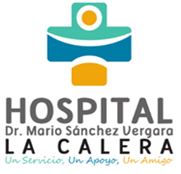 HOSPITAL
Dr. Mario Sánchez Vergara
LA CALERA
Un Servicio, Un Apoyo, Un Amigo